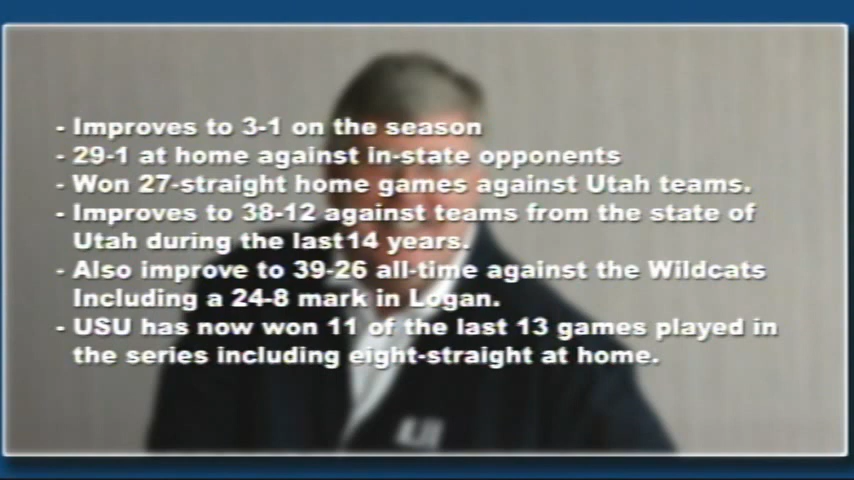 - Improves to 3-1 on the season
- 29-1 at home against in-state opponents
- Won 27-straight home games against Utah teams.
- Improves to 38-12 against teams from the state of
Utah during the last 14 years.
- Also improve to 39-26 all-time against the Wildcats
Including a 24-8 mark in Logan.
- USU has now won 11 of the last 13 games played in
the series including eight-straight at home.